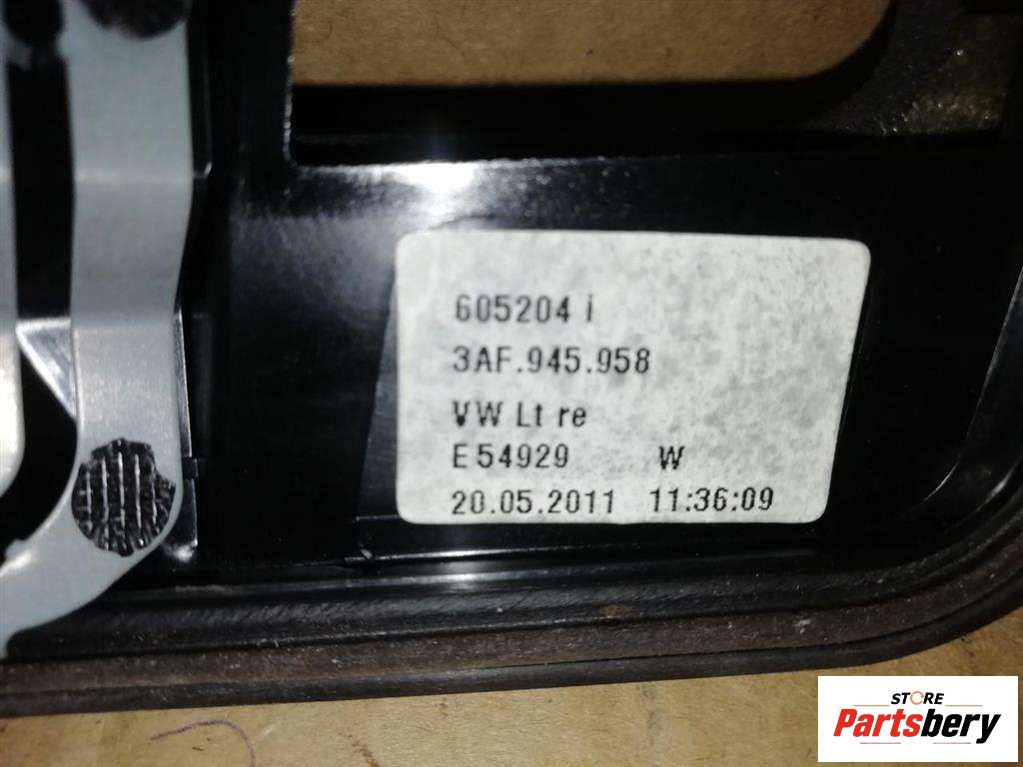 605204 i
3AF.945.958
VW Lt re
E 54929 W
20.05.2011 11:36:09
STORE
Partsbery